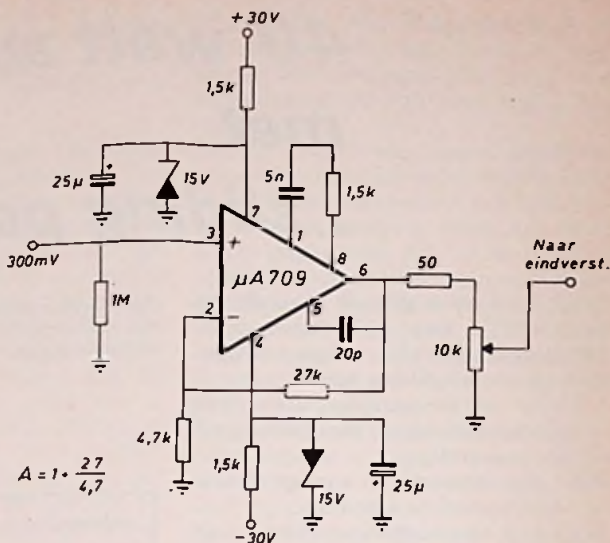 +30V
1,5k
25µ
+
15V
5n
1,5k
7
1
8
3
+
300mV
µA709
6
50
Naar
eindverst.
1M
2
−
4
5
20p
10k
27k
4,7k
1,5k
15V
25µ
+
A = 1 + 27/4,7
−30V